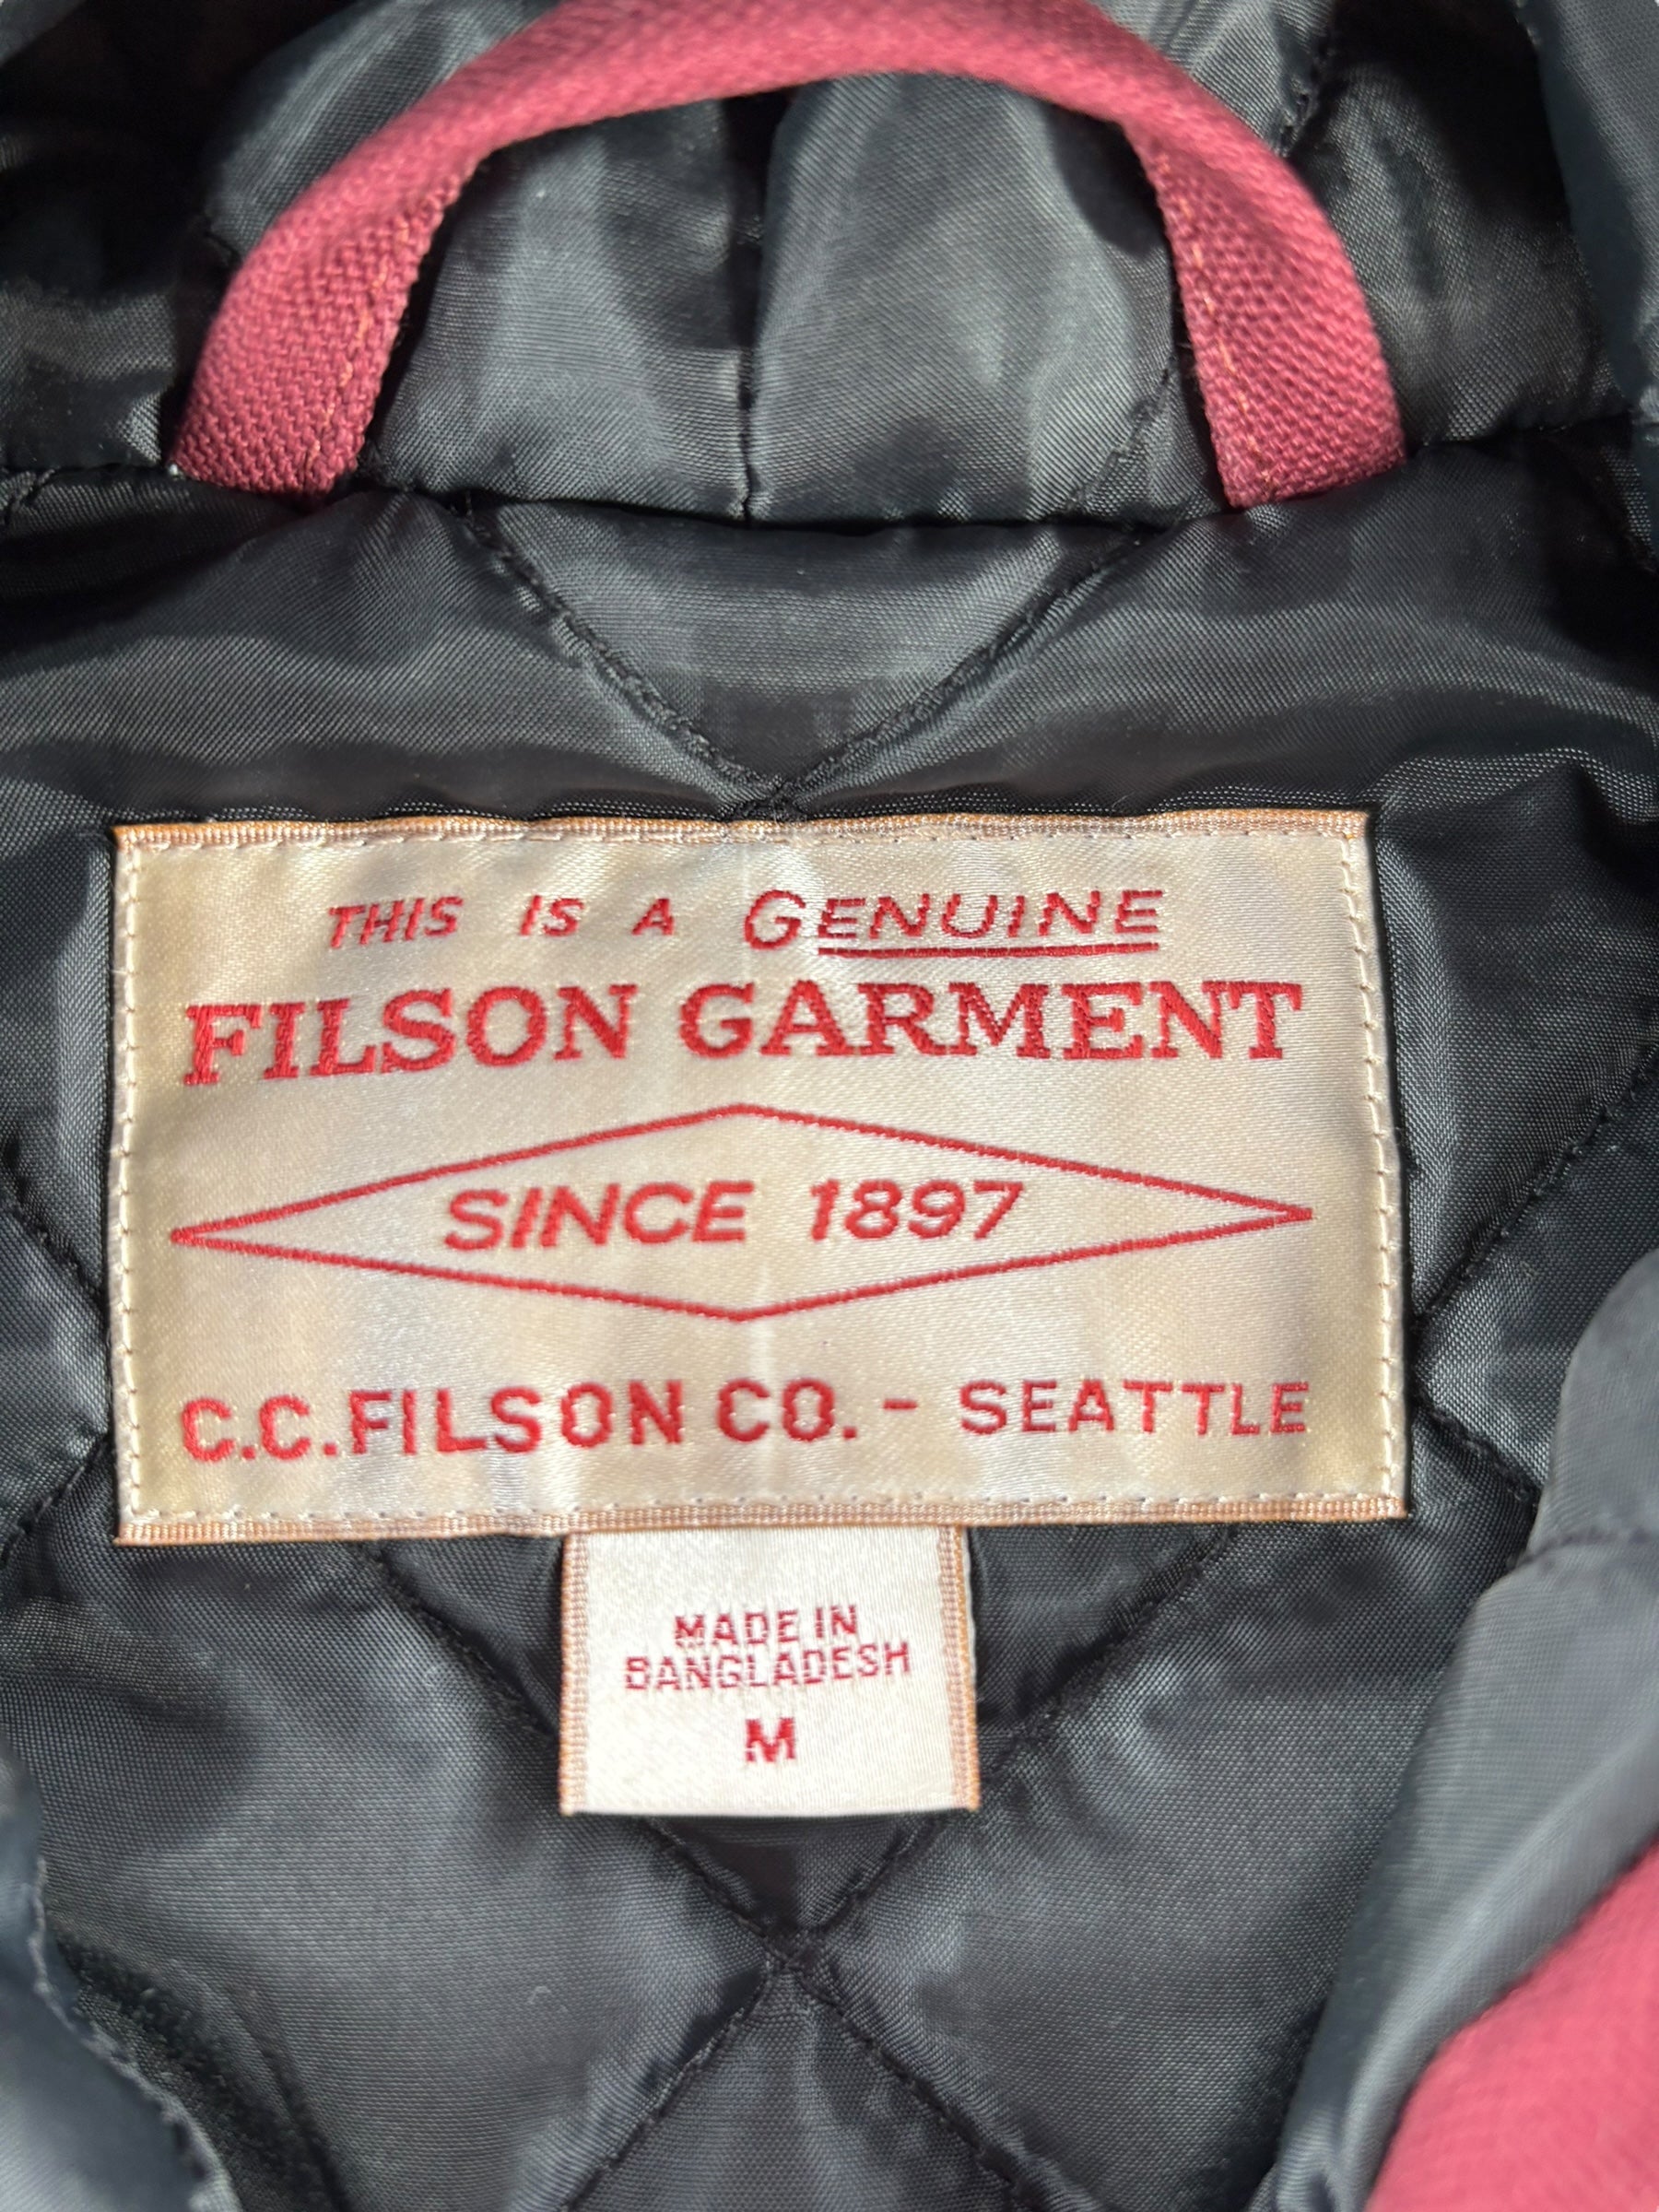 THIS IS A GENUINE
FILSON GARMENT
SINCE 1897
C.C. FILSON CO. - SEATTLE
MADE IN
BANGLADESH
M